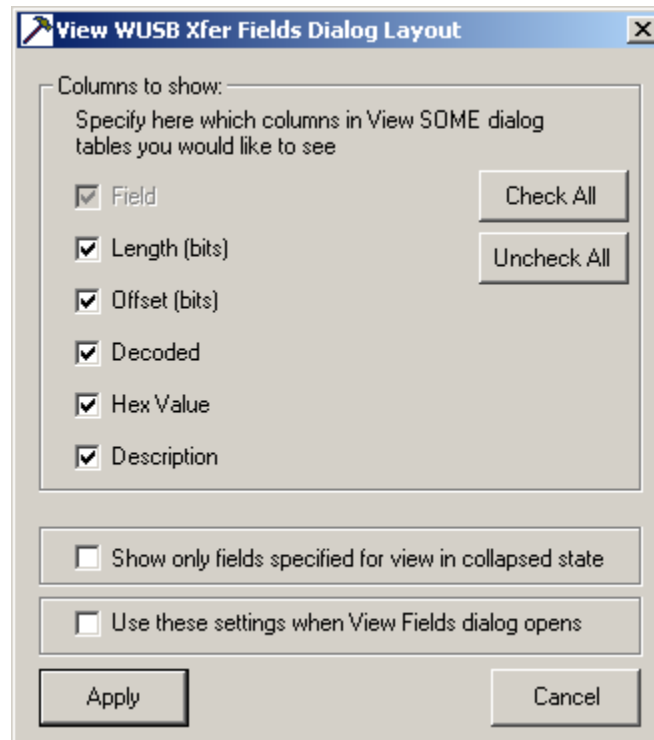 View WUSB Xfer Fields Dialog Layout
Columns to show:
Specify here which columns in View SOME dialog
tables you would like to see
Field
Check All
Length (bits)
Uncheck All
Offset (bits)
Decoded
Hex Value
Description
Show only fields specified for view in collapsed state
Use these settings when View Fields dialog opens
Apply
Cancel